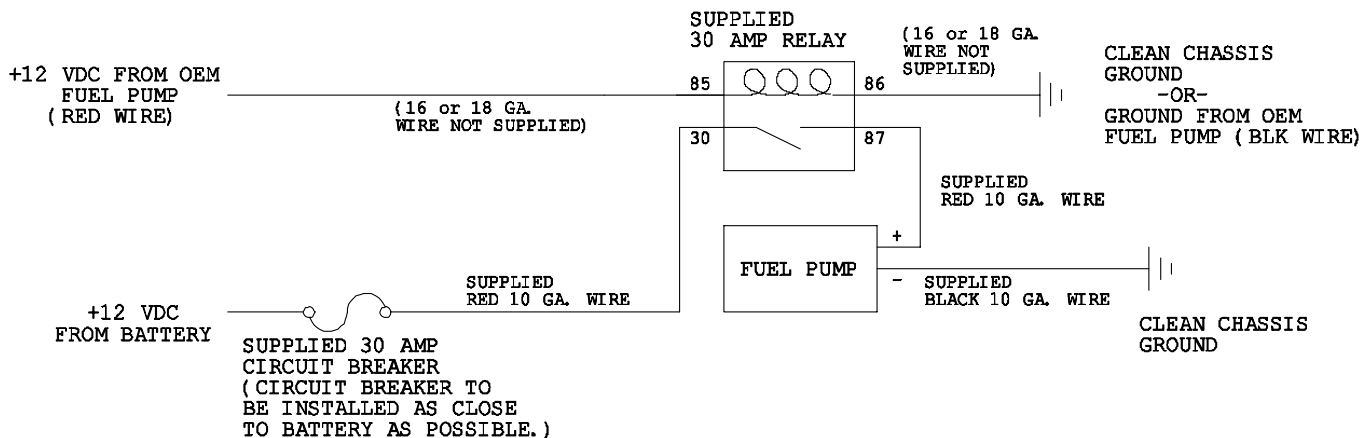 SUPPLIED
30 AMP RELAY
(16 or 18 GA.
WIRE NOT
SUPPLIED)
CLEAN CHASSIS
GROUND
-OR-
GROUND FROM OEM
FUEL PUMP (BLK WIRE)
+12 VDC FROM OEM
FUEL PUMP
(RED WIRE)
85
86
(16 or 18 GA.
WIRE NOT SUPPLIED)
30
87
SUPPLIED
RED 10 GA. WIRE
+
FUEL PUMP
-
SUPPLIED
BLACK 10 GA. WIRE
SUPPLIED
RED 10 GA. WIRE
+12 VDC
FROM BATTERY
CLEAN CHASSIS
GROUND
SUPPLIED 30 AMP
CIRCUIT BREAKER
(CIRCUIT BREAKER TO
BE INSTALLED AS CLOSE
TO BATTERY AS POSSIBLE.)